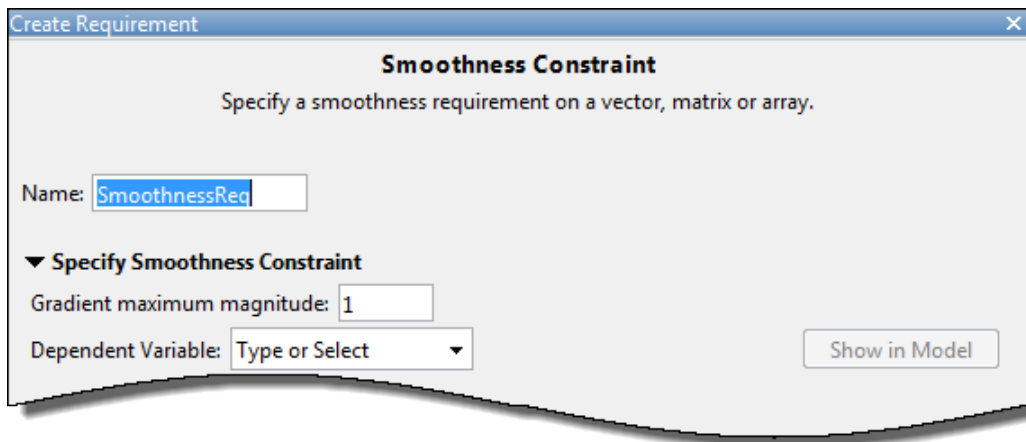 Create Requirement
Smoothness Constraint
Specify a smoothness requirement on a vector, matrix or array.
Name: SmoothnessReq
Specify Smoothness Constraint
Gradient maximum magnitude: 1
Dependent Variable: Type or Select Show in Model